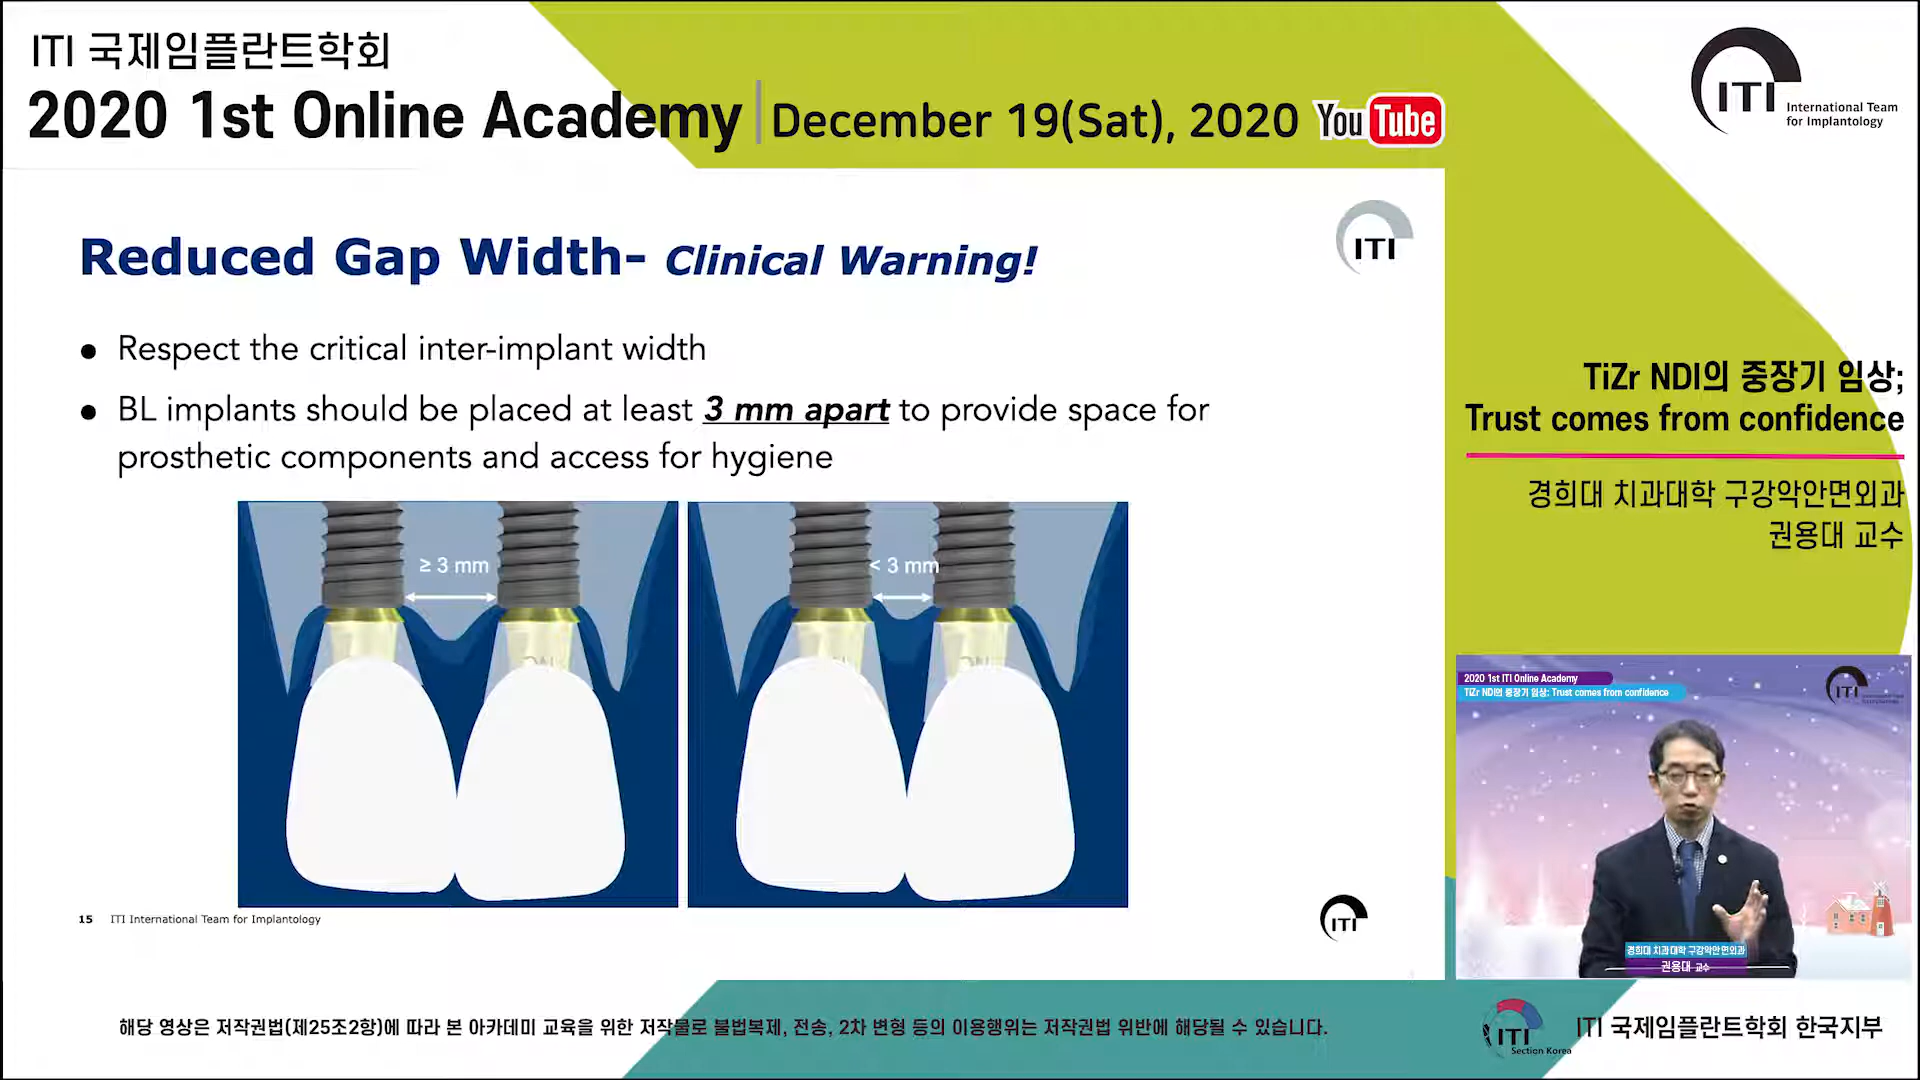 ITI 국제임플란트학회
2020 1st Online Academy
December 19(Sat), 2020
You Tube
ITI
International Team
for Implantology
Reduced Gap Width- Clinical Warning!
ITI
• Respect the critical inter-implant width
• BL implants should be placed at least 3 mm apart to provide space for
prosthetic components and access for hygiene
≥ 3 mm
< 3 mm
15 ITI International Team for Implantology
ITI
TiZr NDI의 중장기 임상;
Trust comes from confidence
경희대 치과대학 구강악안면외과
권용대 교수
2020 1st ITI Online Academy
TiZr NDI의 중장기 임상: Trust comes from confidence
ITI
경희대 치과대학 구강악안면외과
권용대 교수
해당 영상은 저작권법(제25조2항)에 따라 본 아카데미 교육을 위한 저작물로 불법복제, 전송, 2차 변형 등의 이용행위는 저작권법 위반에 해당될 수 있습니다.
ITI
Section Korea
ITI 국제임플란트학회 한국지부